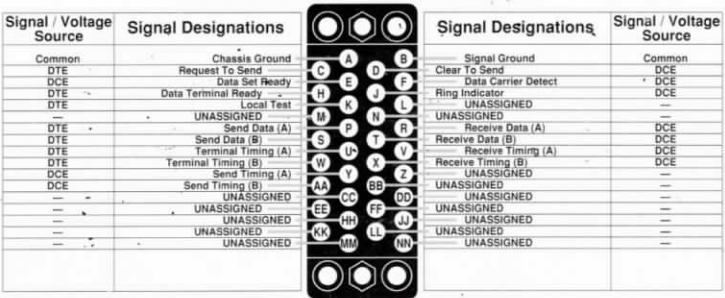 Signal / Voltage Source
Signal Designations
Signal Designations
Signal / Voltage Source
Common Chassis Ground A B Signal Ground Common
DTE Request To Send C D Clear To Send DCE
DCE Data Set Ready E F Data Carrier Detect DCE
DTE Data Terminal Ready H J Ring Indicator DCE
DTE Local Test K L UNASSIGNED —
— UNASSIGNED M N UNASSIGNED —
DTE Send Data (A) P R Receive Data (A) DCE
DTE Send Data (B) S T Receive Data (B) DCE
DTE Terminal Timing (A) U V Receive Timing (A) DCE
DTE Terminal Timing (B) W X Receive Timing (B) DCE
DCE Send Timing (A) Y Z UNASSIGNED —
DCE Send Timing (B) AA BB UNASSIGNED —
— UNASSIGNED CC DD UNASSIGNED —
— UNASSIGNED EE FF UNASSIGNED —
— UNASSIGNED HH JJ UNASSIGNED —
— UNASSIGNED KK LL UNASSIGNED —
— UNASSIGNED MM NN UNASSIGNED —